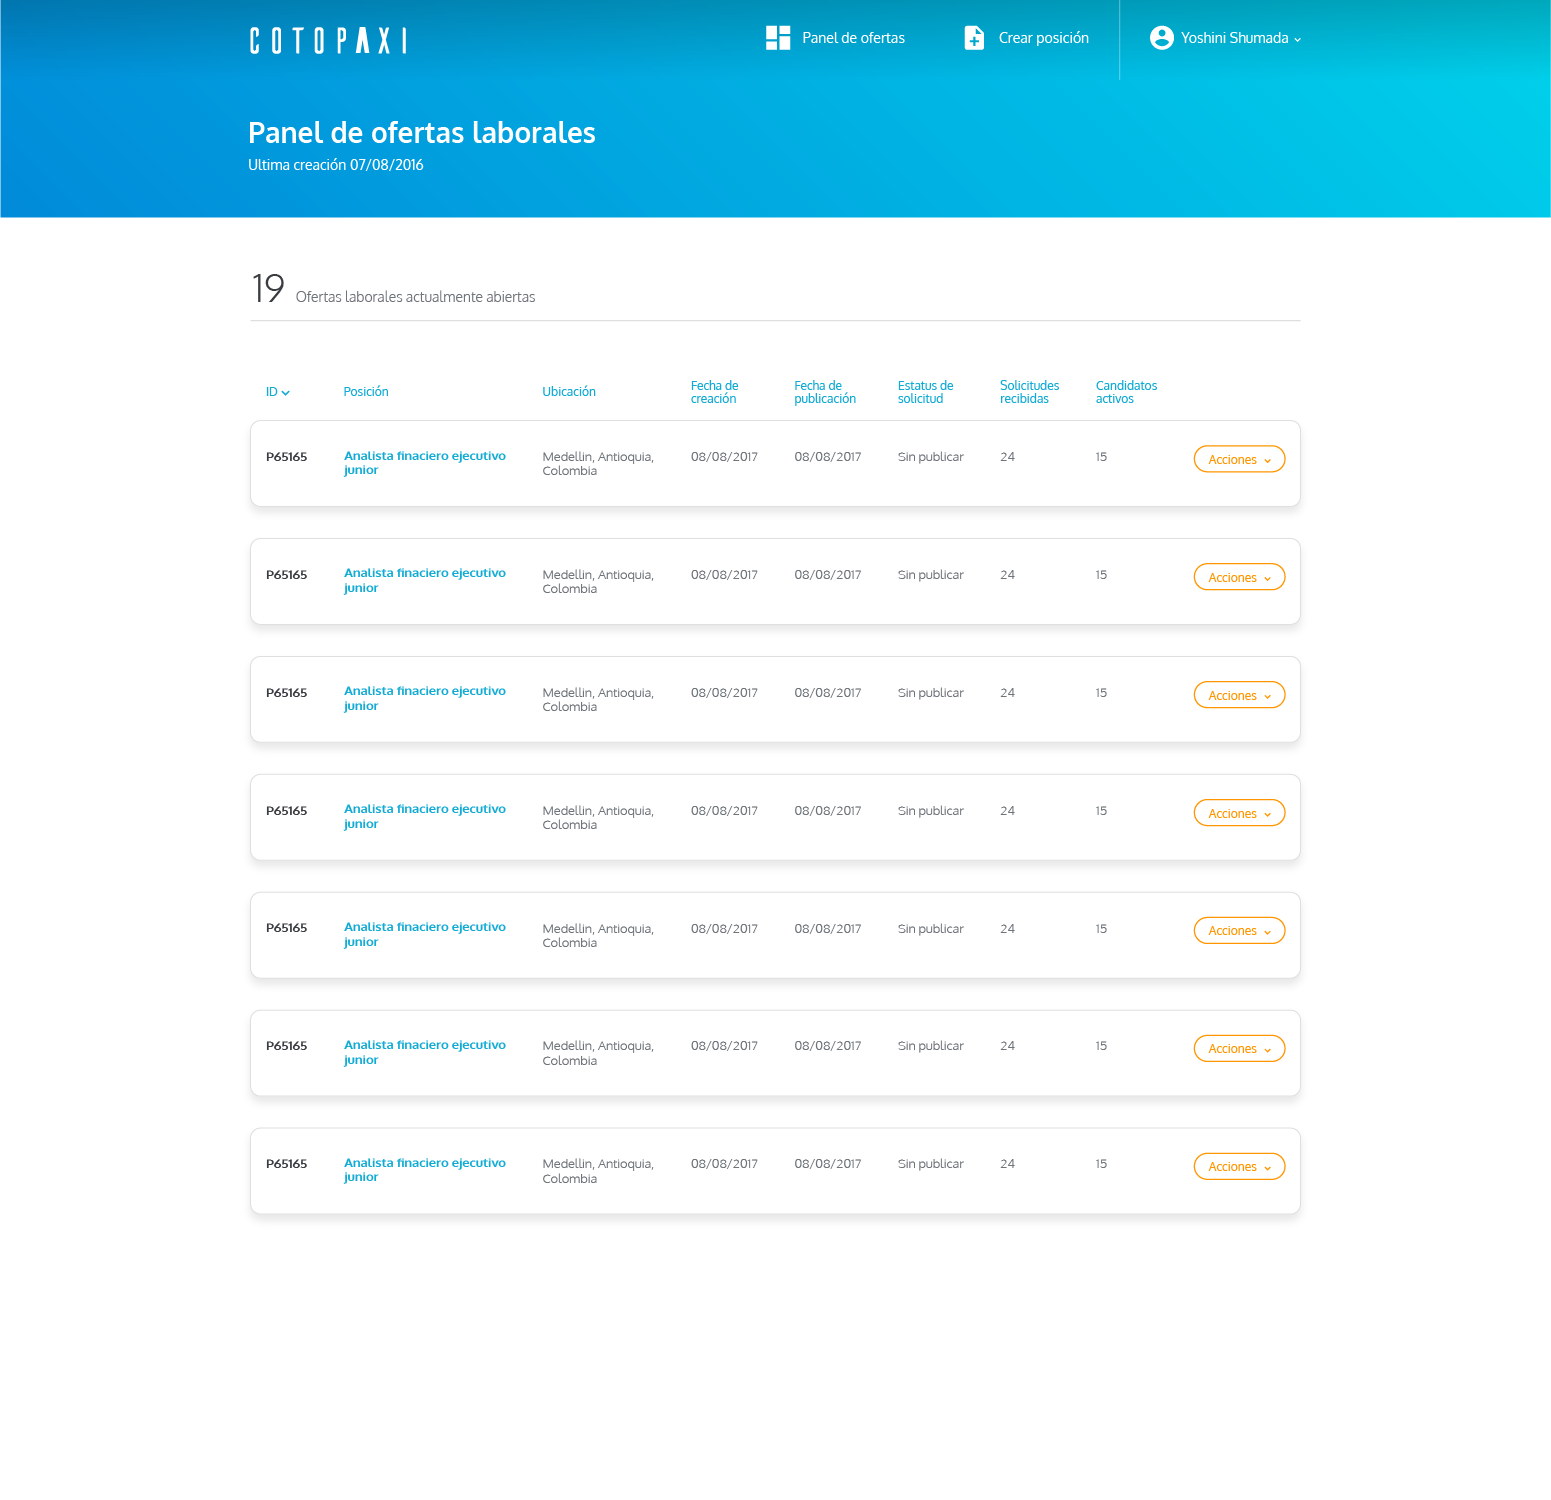 COTOPAXI Panel de ofertas Crear posición Yoshini Shumada
Panel de ofertas laborales
Ultima creación 07/08/2016
19 Ofertas laborales actualmente abiertas
ID Posición Ubicación Fecha de creación Fecha de publicación Estatus de solicitud Solicitudes recibidas Candidatos activos
P65165 Analista finaciero ejecutivo junior Medellin, Antioquia, Colombia 08/08/2017 08/08/2017 Sin publicar 24 15 Acciones
P65165 Analista finaciero ejecutivo junior Medellin, Antioquia, Colombia 08/08/2017 08/08/2017 Sin publicar 24 15 Acciones
P65165 Analista finaciero ejecutivo junior Medellin, Antioquia, Colombia 08/08/2017 08/08/2017 Sin publicar 24 15 Acciones
P65165 Analista finaciero ejecutivo junior Medellin, Antioquia, Colombia 08/08/2017 08/08/2017 Sin publicar 24 15 Acciones
P65165 Analista finaciero ejecutivo junior Medellin, Antioquia, Colombia 08/08/2017 08/08/2017 Sin publicar 24 15 Acciones
P65165 Analista finaciero ejecutivo junior Medellin, Antioquia, Colombia 08/08/2017 08/08/2017 Sin publicar 24 15 Acciones
P65165 Analista finaciero ejecutivo junior Medellin, Antioquia, Colombia 08/08/2017 08/08/2017 Sin publicar 24 15 Acciones